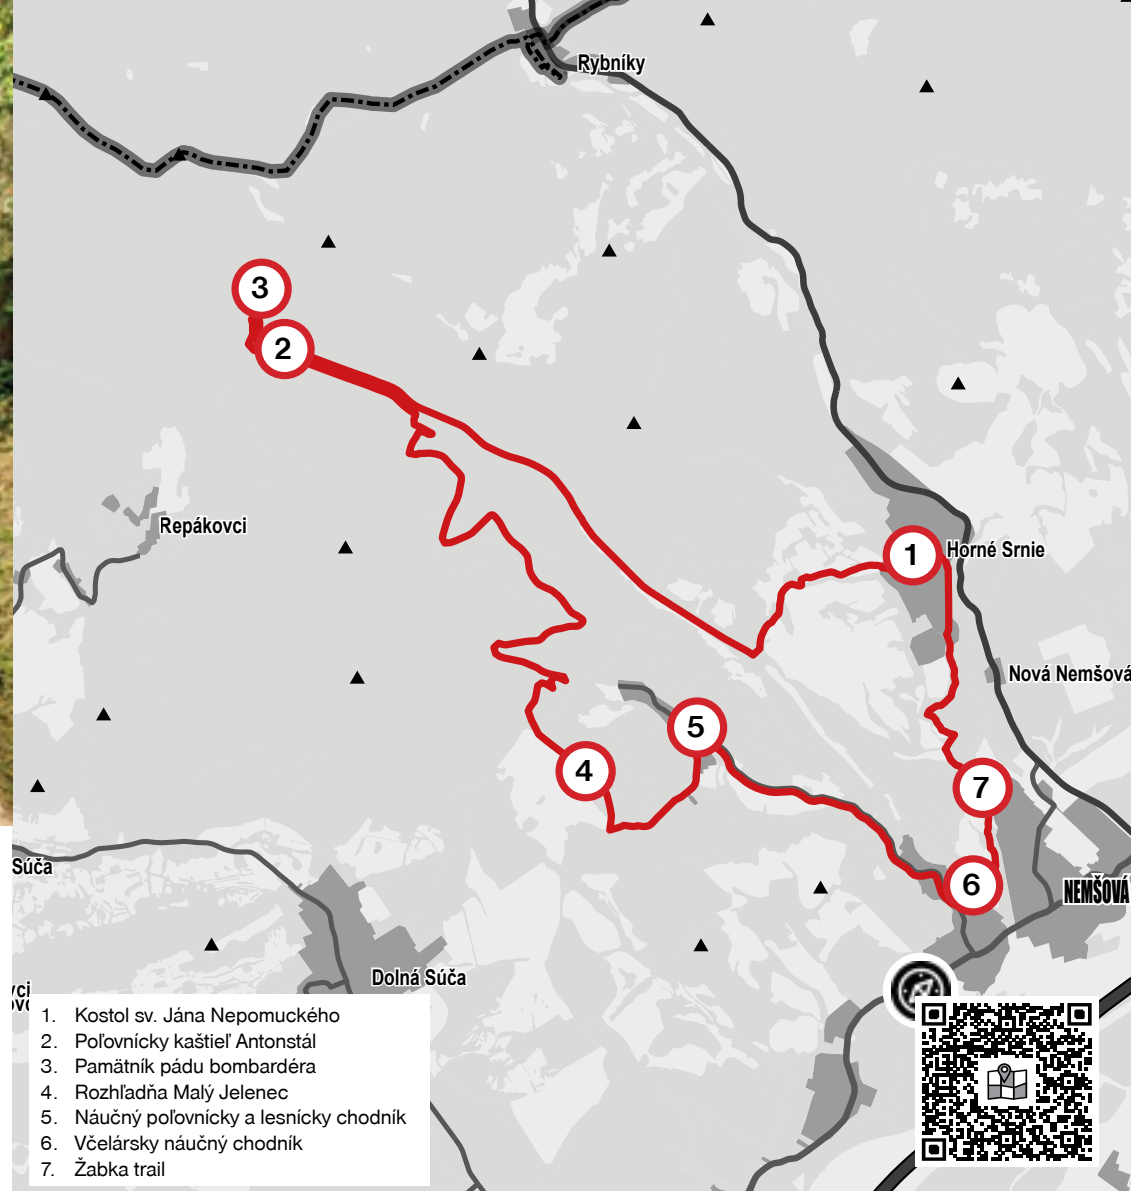 Rybníky
3
2
Repákovci
1
Horné Srnie
Nová Nemšová
5
4
7
Súča
6
NEMŠOVÁ
Dolná Súča
1. Kostol sv. Jána Nepomuckého
2. Poľovnícky kaštieľ Antonstál
3. Pamätník pádu bombardéra
4. Rozhľadňa Malý Jelenec
5. Náučný poľovnícky a lesnícky chodník
6. Včelársky náučný chodník
7. Žabka trail